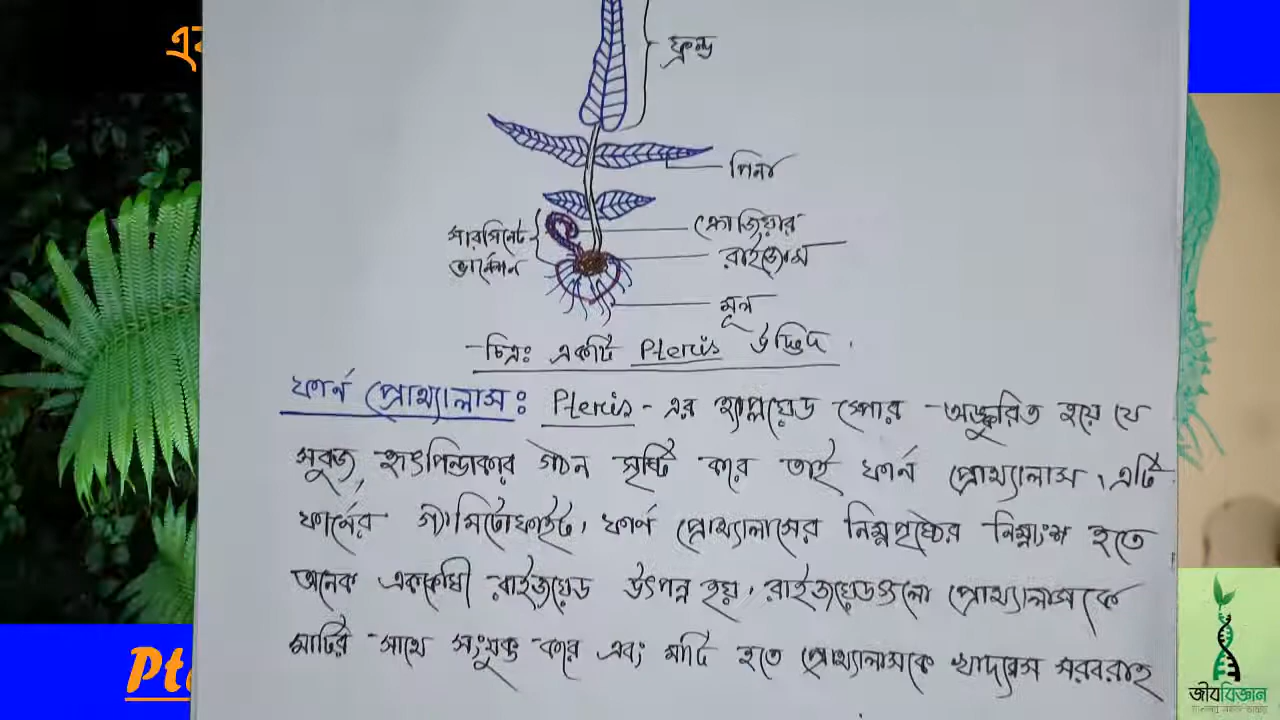 ফ্রন্ড
পিনা
সারসিনেট
ভার্নেশন
ক্রোজিয়ার
রাইজোম
মূল
চিত্র: একটি Pteris উদ্ভিদ.
ফার্ন প্রোথ্যালাস: Pteris - এর হ্যাপ্লয়েড স্পোর অঙ্কুরিত হয়ে যে
সবুজ, হৃৎপিন্ডাকার গঠন সৃষ্টি করে তাই ফার্ন প্রোথ্যালাস। এটি
ফার্নের গ্যামিটোফাইট। ফার্ন প্রোথ্যালাসের নিম্নপৃষ্ঠের নিম্নাংশ হতে
অনেক এককোষী রাইজয়েড উৎপন্ন হয়। রাইজয়েডগুলো প্রোথ্যালাসকে
মাটির সাথে সংযুক্ত করে এবং মাটি হতে প্রোথ্যালাসকে খাদ্যরস সরবরাহ
জীববিজ্ঞান